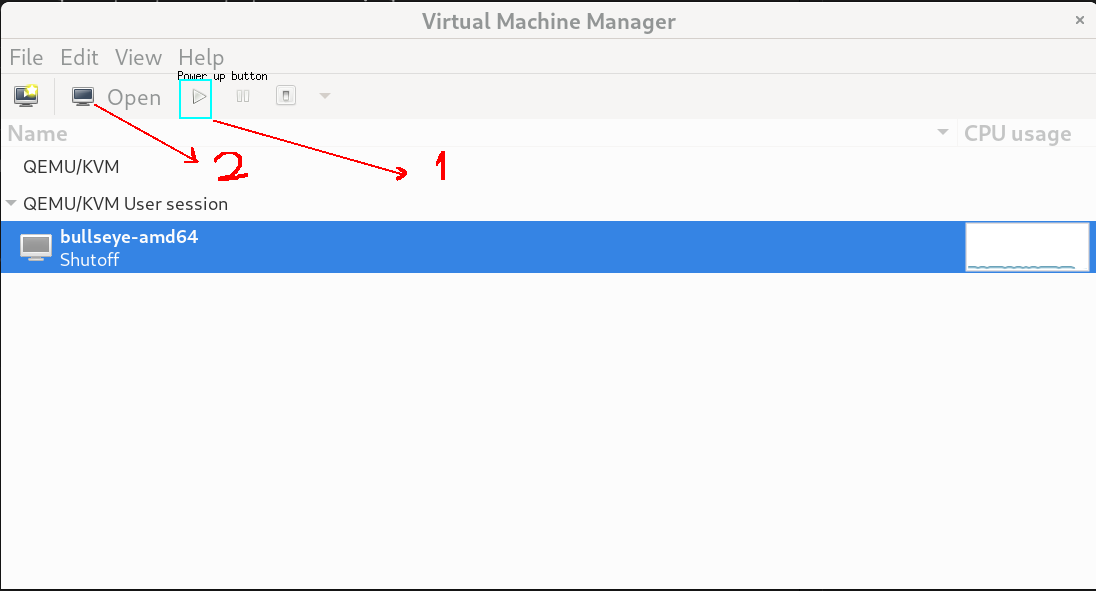 Virtual Machine Manager ×
File Edit View Help
Power up button
Open
Name CPU usage
2 1
QEMU/KVM
QEMU/KVM User session
bullseye-amd64
Shutoff